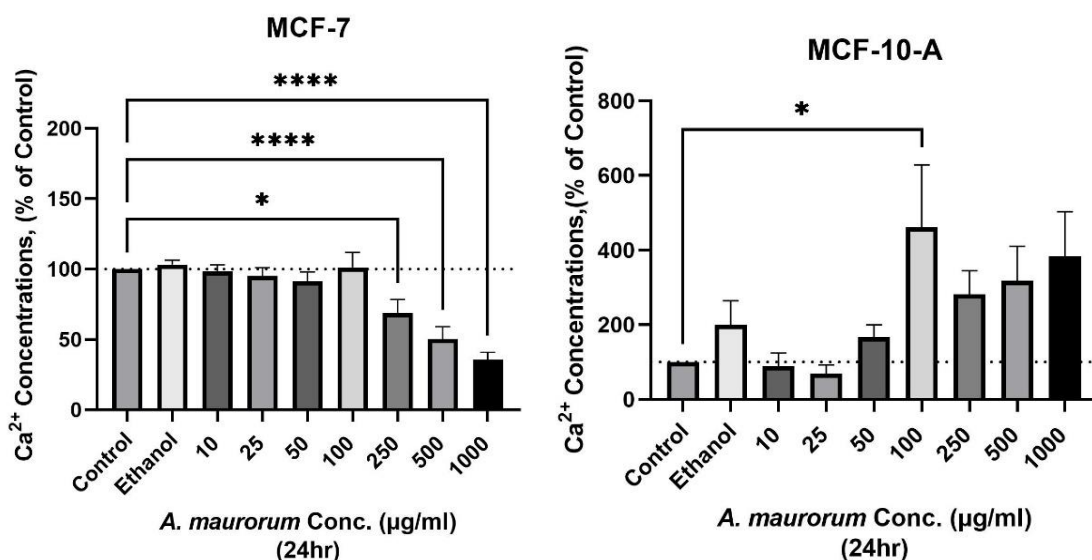 MCF-7
****
****
*
Ca2+ Concentrations, (% of Control)
200
150
100
50
0
Control
Ethanol
10
25
50
100
250
500
1000
A. maurorum Conc. (µg/ml)
(24hr)
MCF-10-A
*
Ca2+ Concentrations,(% of Control)
800
600
400
200
0
Control
Ethanol
10
25
50
100
250
500
1000
A. maurorum Conc. (µg/ml)
(24hr)